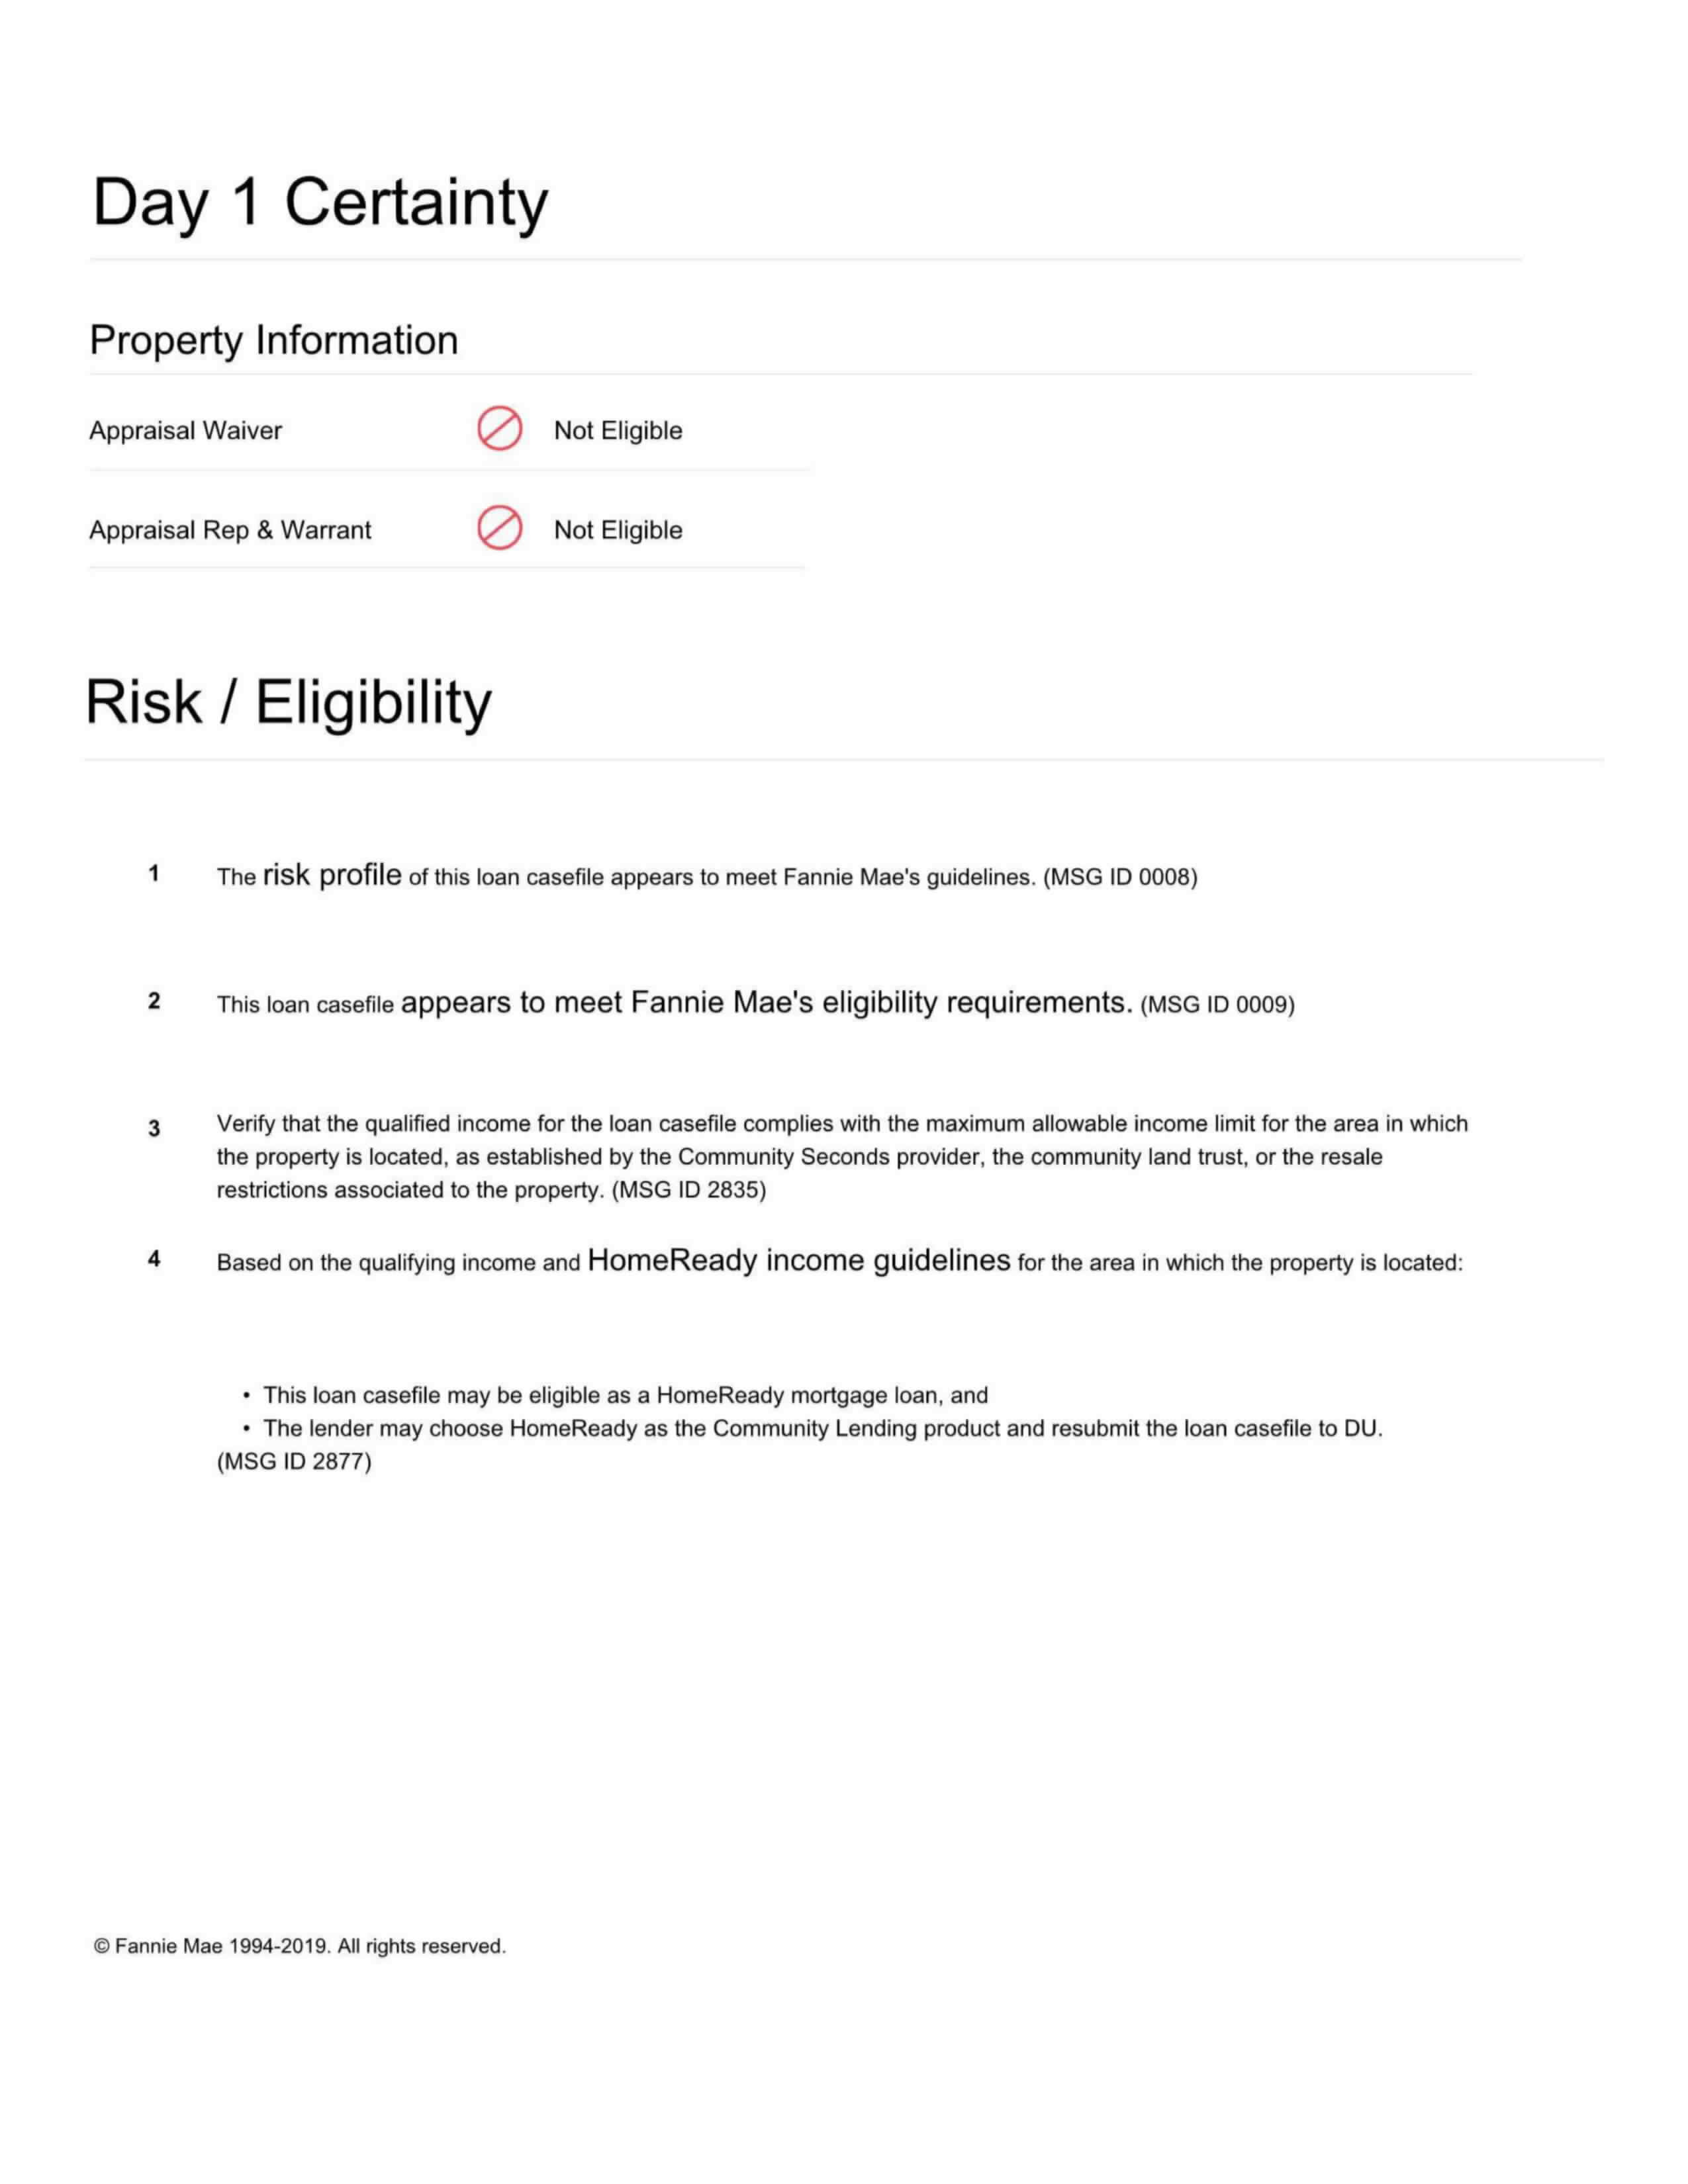 Day 1 Certainty
Property Information
Appraisal Waiver Not Eligible
Appraisal Rep & Warrant Not Eligible
Risk / Eligibility
1 The risk profile of this loan casefile appears to meet Fannie Mae's guidelines. (MSG ID 0008)
2 This loan casefile appears to meet Fannie Mae's eligibility requirements. (MSG ID 0009)
3 Verify that the qualified income for the loan casefile complies with the maximum allowable income limit for the area in which
the property is located, as established by the Community Seconds provider, the community land trust, or the resale
restrictions associated to the property. (MSG ID 2835)
4 Based on the qualifying income and HomeReady income guidelines for the area in which the property is located:
• This loan casefile may be eligible as a HomeReady mortgage loan, and
• The lender may choose HomeReady as the Community Lending product and resubmit the loan casefile to DU.
(MSG ID 2877)
© Fannie Mae 1994-2019. All rights reserved.